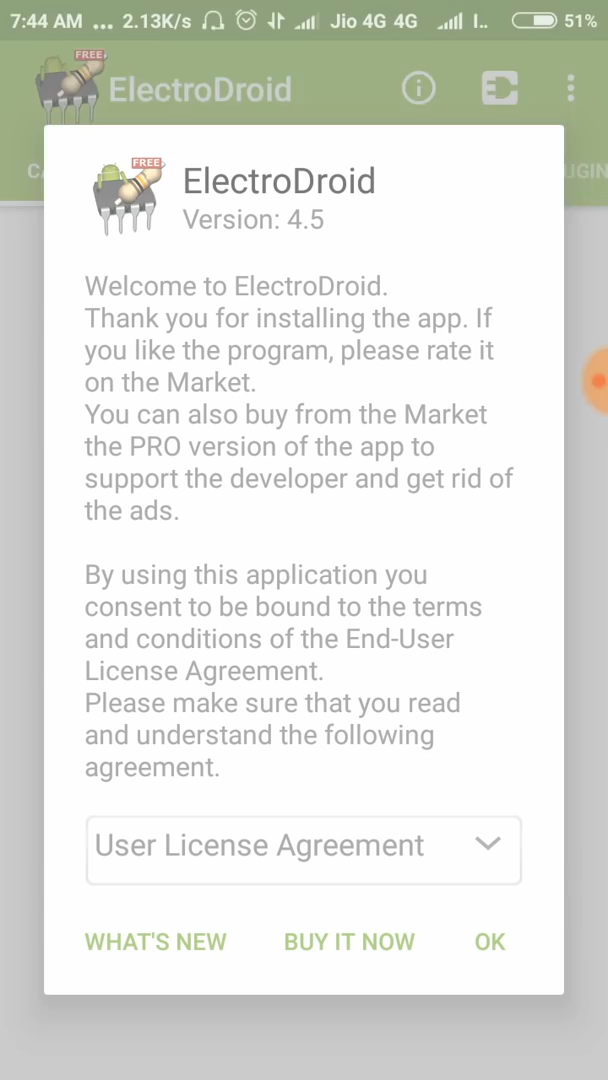 7:44 AM ... 2.13K/s Jio 4G 4G I.. 51%
FREE
ElectroDroid
FREE
ElectroDroid
Version: 4.5
Welcome to ElectroDroid.
Thank you for installing the app. If
you like the program, please rate it
on the Market.
You can also buy from the Market
the PRO version of the app to
support the developer and get rid of
the ads.
By using this application you
consent to be bound to the terms
and conditions of the End-User
License Agreement.
Please make sure that you read
and understand the following
agreement.
User License Agreement
WHAT'S NEW BUY IT NOW OK